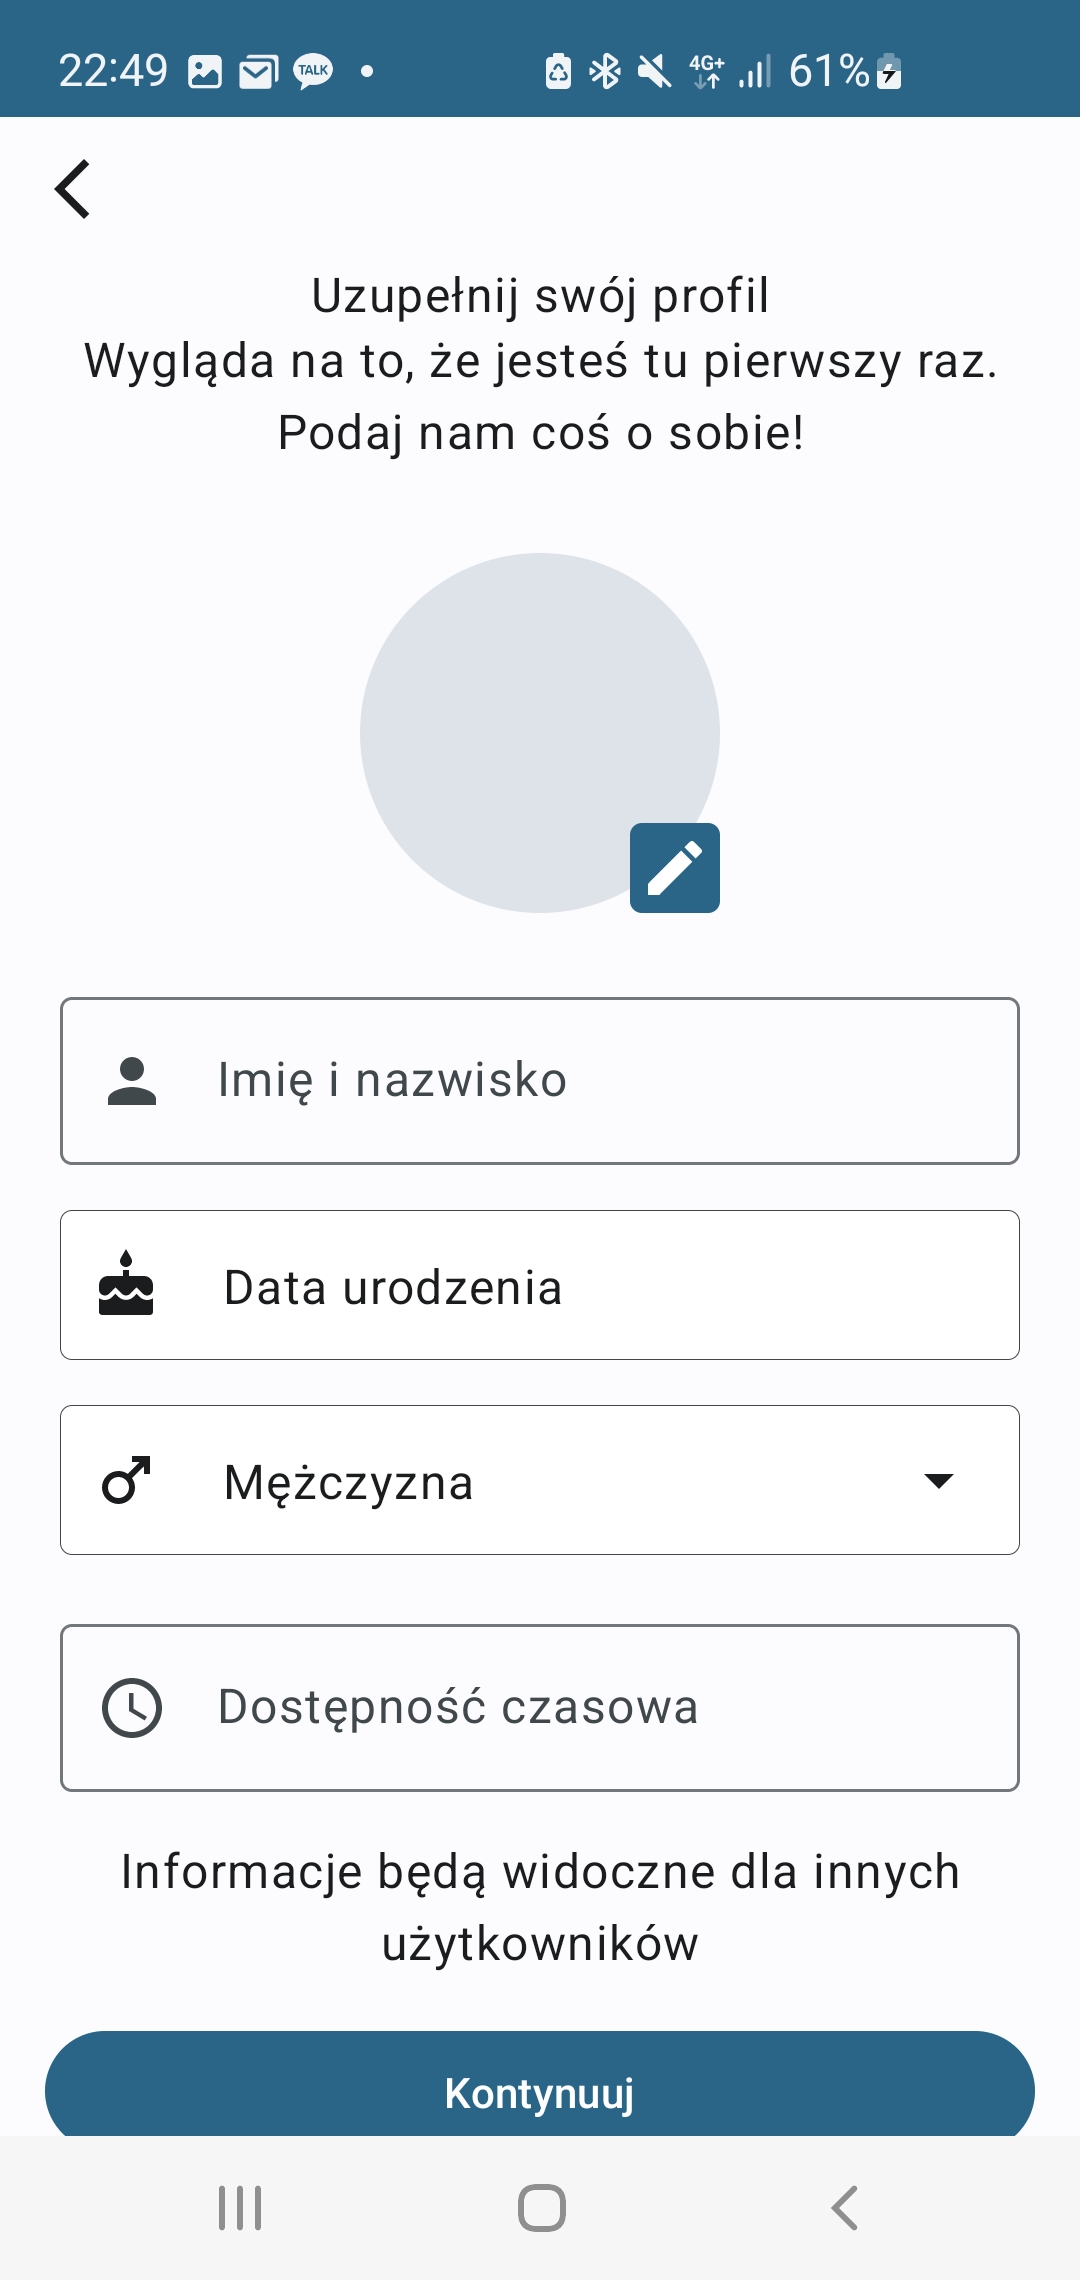 22:49 TALK 4G+ 61%
Uzupełnij swój profil
Wygląda na to, że jesteś tu pierwszy raz.
Podaj nam coś o sobie!
Imię i nazwisko
Data urodzenia
Mężczyzna
Dostępność czasowa
Informacje będą widoczne dla innych
użytkowników
Kontynuuj